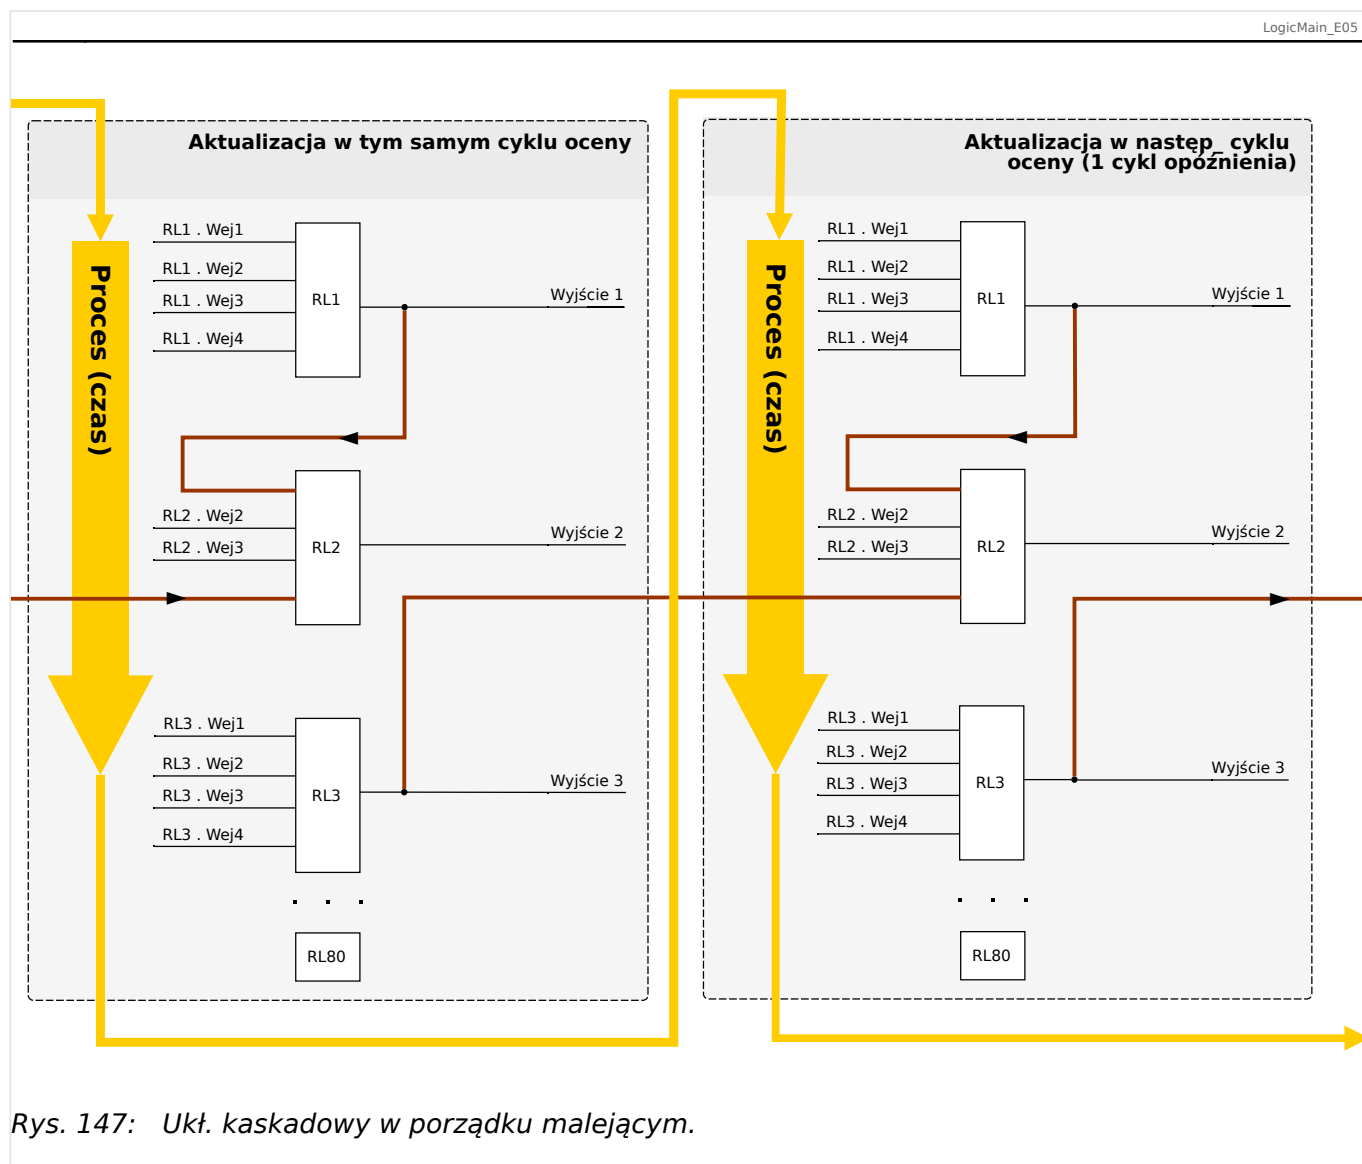 LogicMain_E05
Aktualizacja w tym samym cyklu oceny
Proces (czas)
RL1 . Wej1
RL1 . Wej2
RL1 . Wej3
RL1 . Wej4
RL1
Wyjście 1
RL2 . Wej2
RL2 . Wej3
RL2
Wyjście 2
RL3 . Wej1
RL3 . Wej2
RL3 . Wej3
RL3 . Wej4
RL3
Wyjście 3
. . .
RL80
Aktualizacja w następ_ cyklu
oceny (1 cykl opóźnienia)
Proces (czas)
RL1 . Wej1
RL1 . Wej2
RL1 . Wej3
RL1 . Wej4
RL1
Wyjście 1
RL2 . Wej2
RL2 . Wej3
RL2
Wyjście 2
RL3 . Wej1
RL3 . Wej2
RL3 . Wej3
RL3 . Wej4
RL3
Wyjście 3
. . .
RL80
Rys. 147: Ukł. kaskadowy w porządku malejącym.